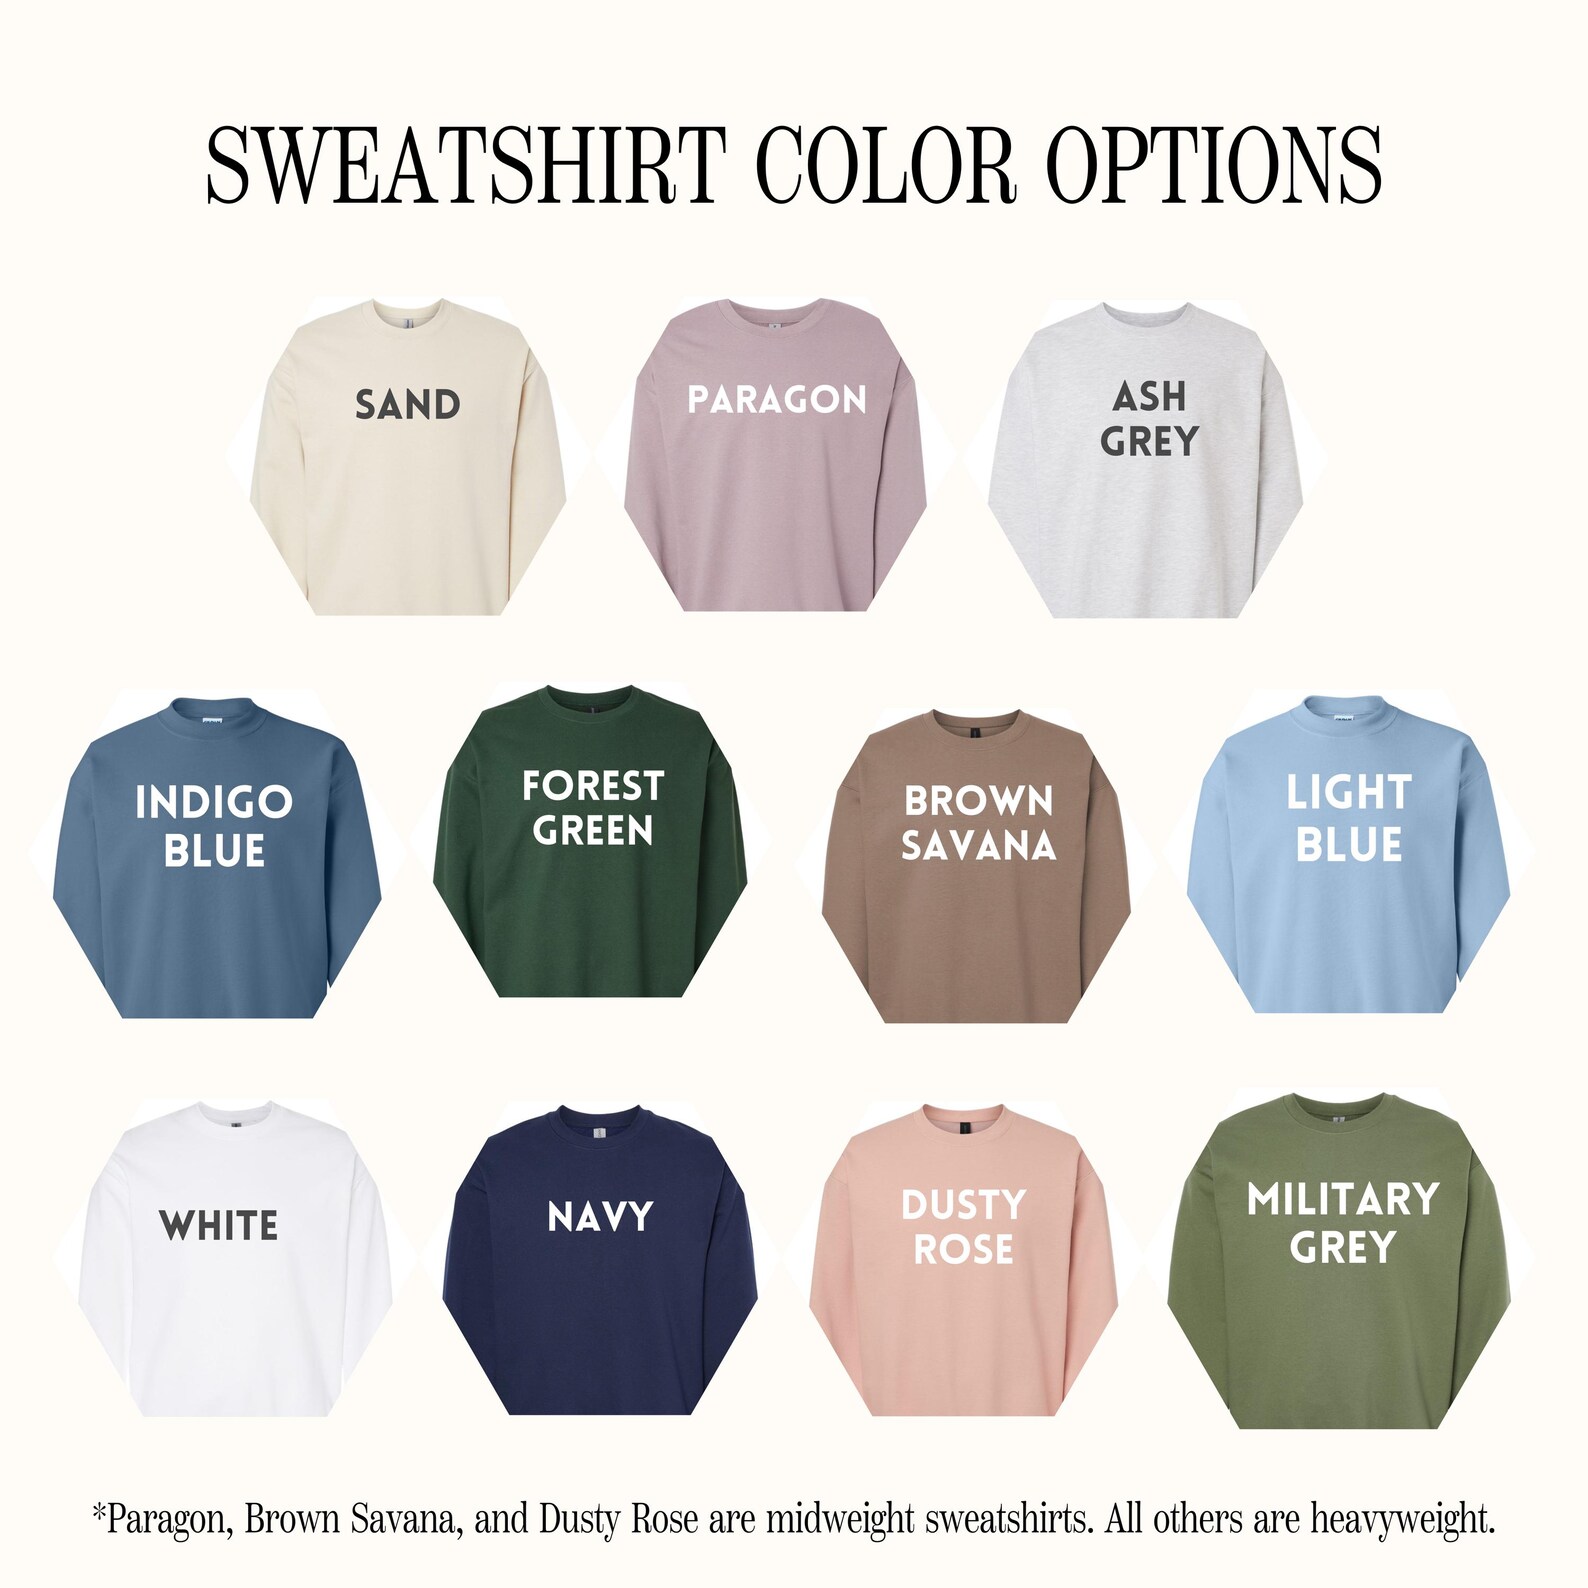 SWEATSHIRT COLOR OPTIONS
SAND
PARAGON
ASH
GREY
INDIGO
BLUE
FOREST
GREEN
BROWN
SAVANA
LIGHT
BLUE
WHITE
NAVY
DUSTY
ROSE
MILITARY
GREY
*Paragon, Brown Savana, and Dusty Rose are midweight sweatshirts. All others are heavyweight.